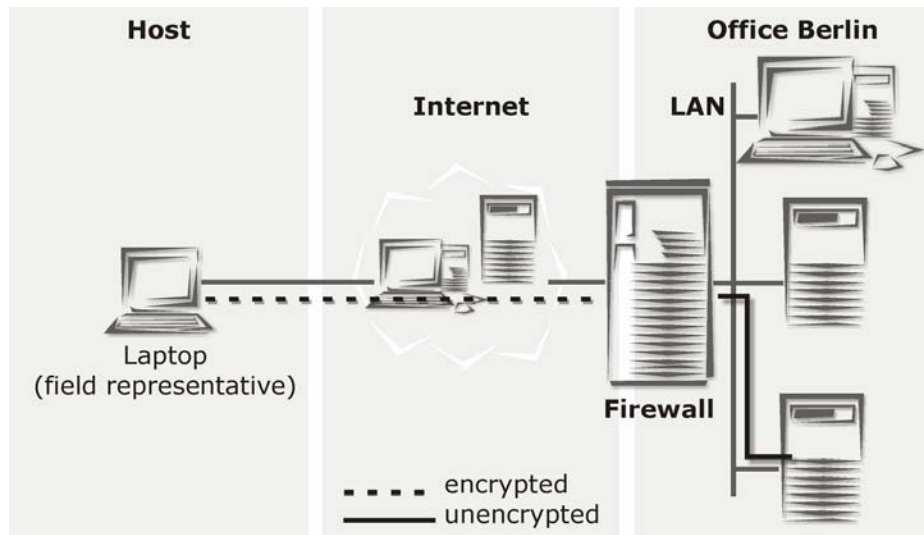 Host
Internet
Office Berlin
LAN
Laptop
(field representative)
Firewall
encrypted
unencrypted